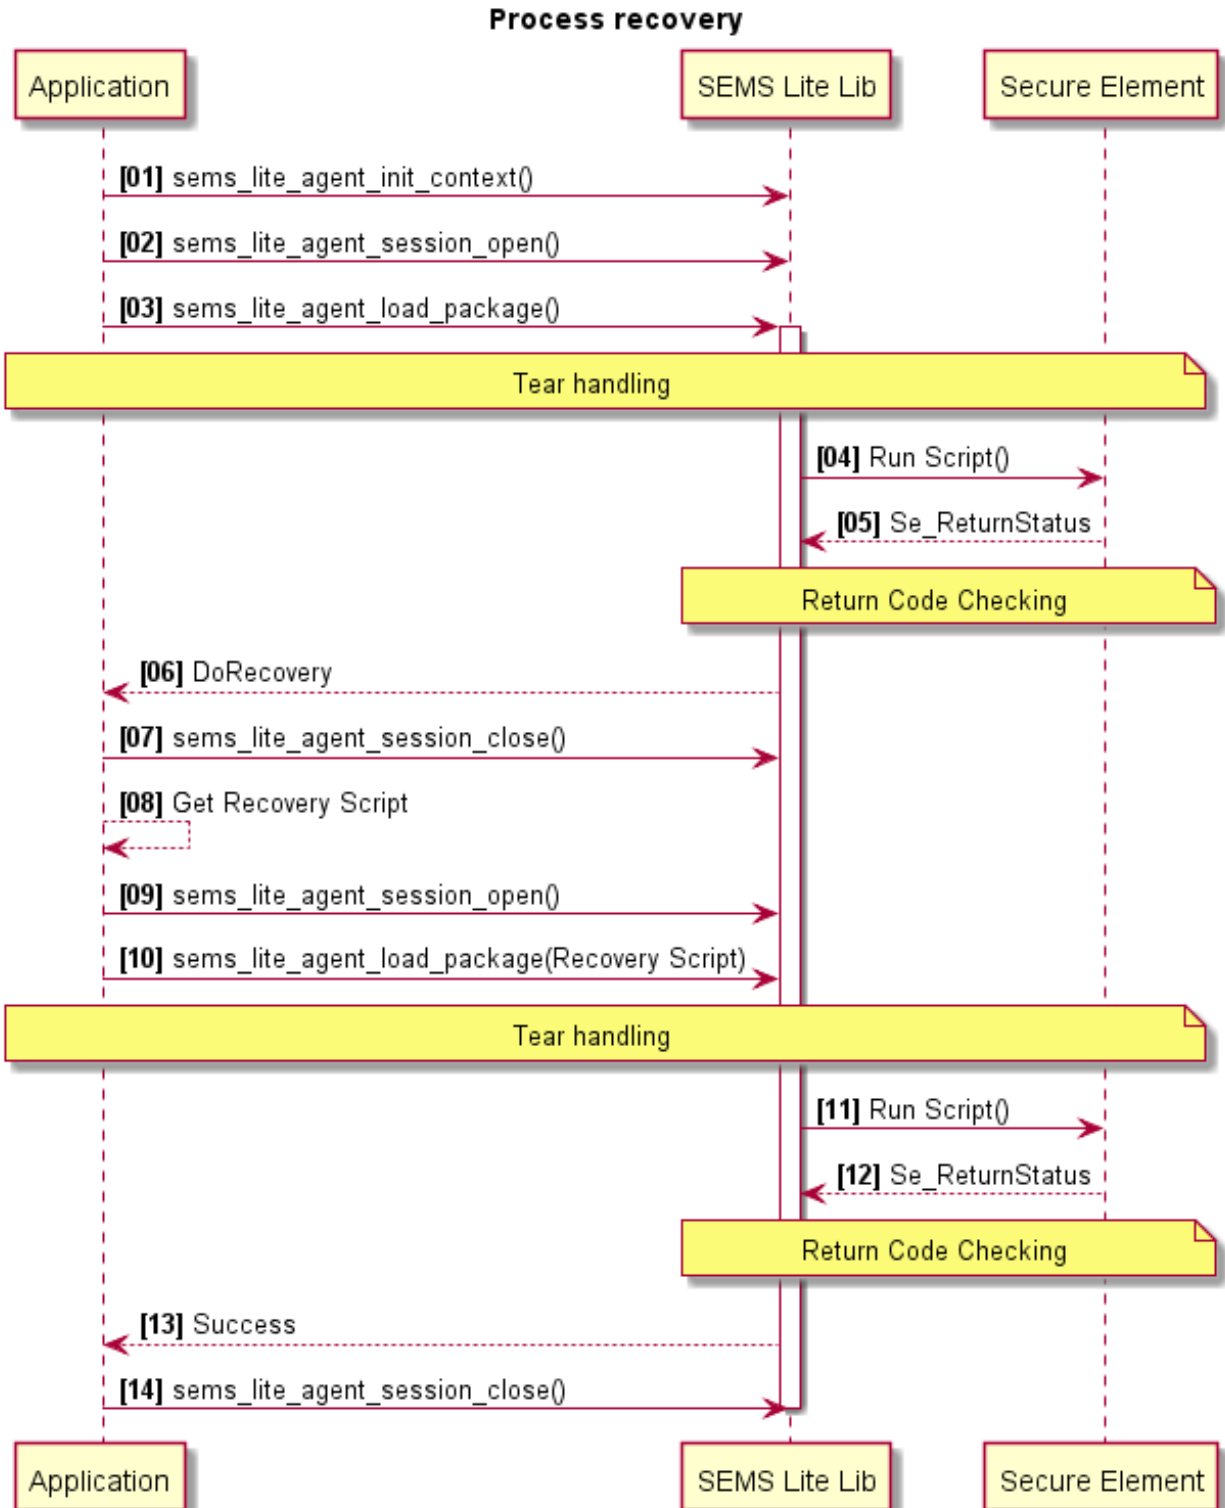 Process recovery
Application
SEMS Lite Lib
Secure Element
[01] sems_lite_agent_init_context()
[02] sems_lite_agent_session_open()
[03] sems_lite_agent_load_package()
Tear handling
[04] Run Script()
[05] Se_ReturnStatus
Return Code Checking
[06] DoRecovery
[07] sems_lite_agent_session_close()
[08] Get Recovery Script
[09] sems_lite_agent_session_open()
[10] sems_lite_agent_load_package(Recovery Script)
Tear handling
[11] Run Script()
[12] Se_ReturnStatus
Return Code Checking
[13] Success
[14] sems_lite_agent_session_close()
Application
SEMS Lite Lib
Secure Element